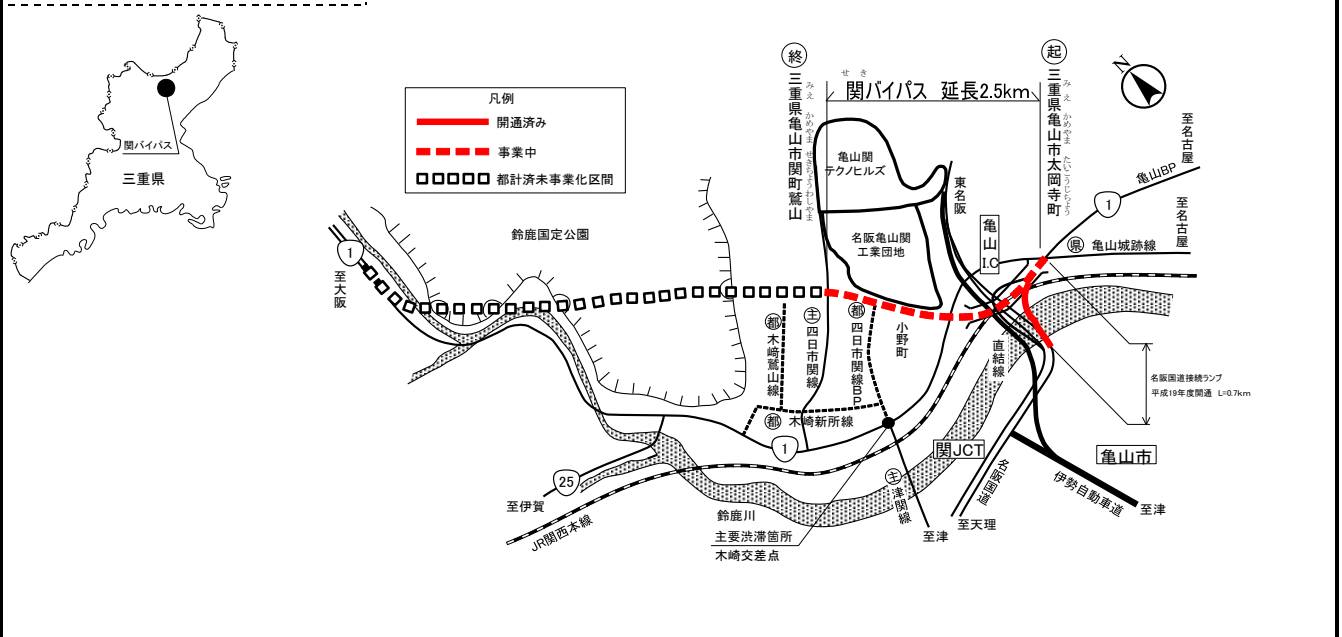 関バイパス
三重県
凡例
開通済み
事業中
都計済未事業化区間
終
三重県亀山市関町鷲山
みえ かめやま せきちょうわしやま
せき
関バイパス 延長2.5km
起
三重県亀山市太岡寺町
みえ かめやま たいこうじちょう
N
至名古屋
亀山BP
1
至名古屋
県 亀山城跡線
亀山関
テクノヒルズ
東名阪
亀山I.C
名阪亀山関
工業団地
鈴鹿国定公園
1
至大阪
都 木崎鷲山線
主 四日市関線
都 四日市関線BP
小野町
直結線
名阪国道接続ランプ
平成19年度開通 L=0.7km
都 木崎新所線
1
関JCT
亀山市
25
至伊賀
JR関西本線
鈴鹿川
主要渋滞箇所
木崎交差点
主 津関線
至津
名阪国道
至天理
伊勢自動車道
至津